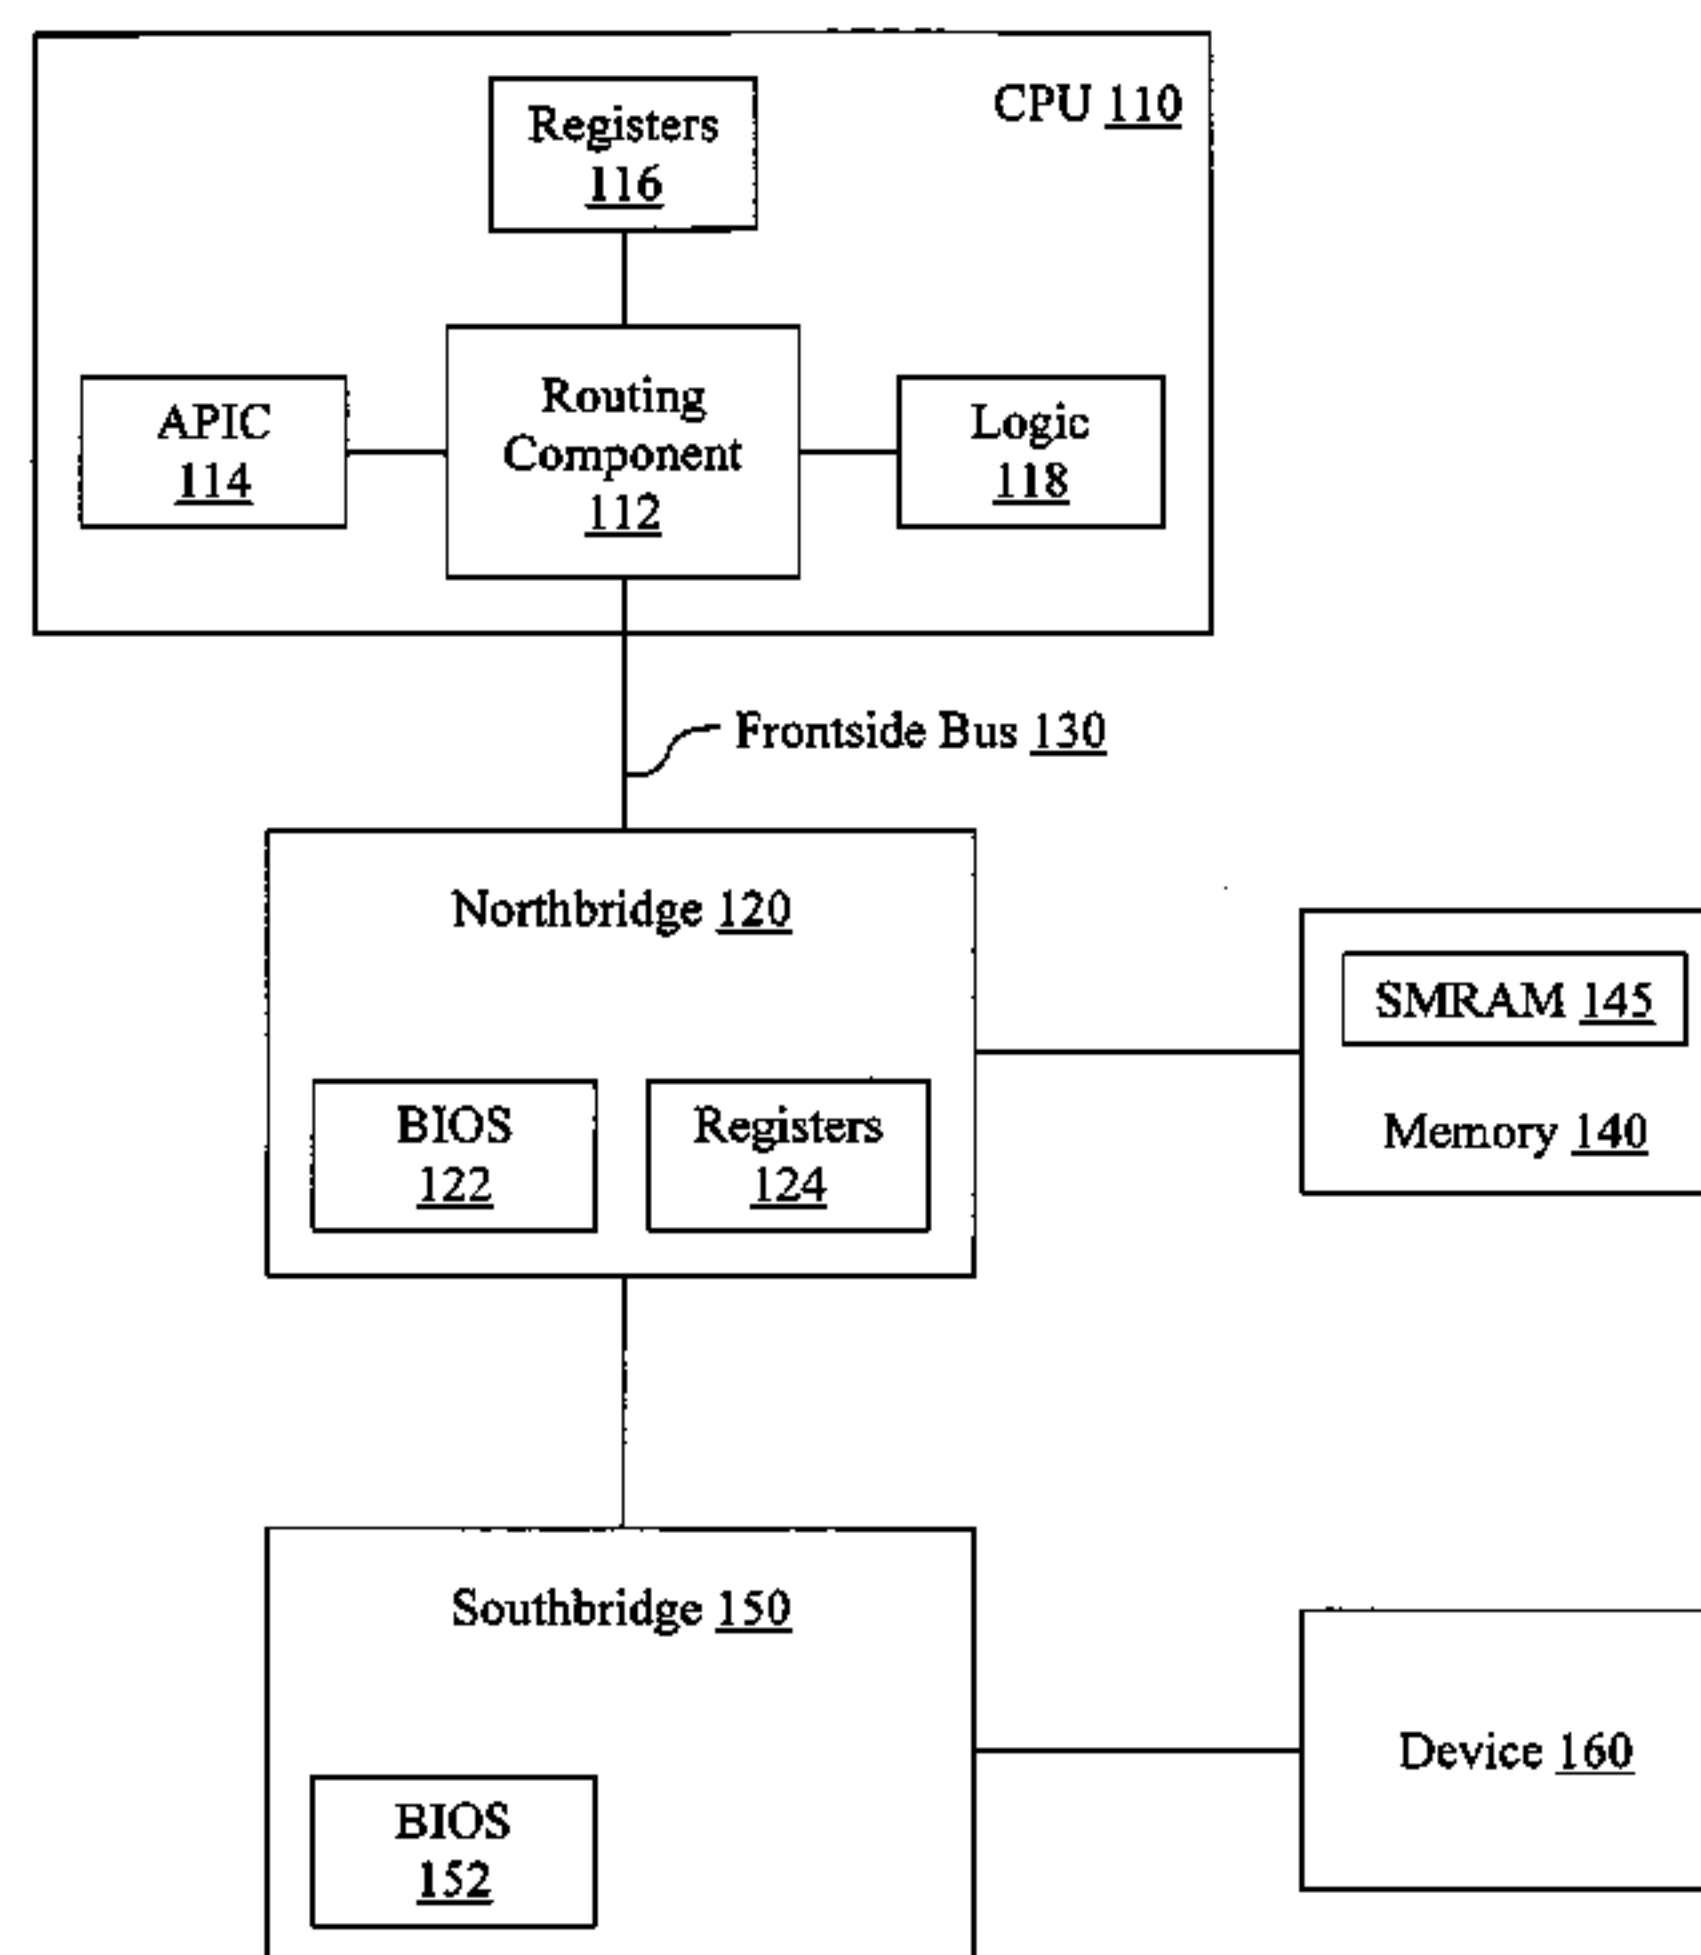 CPU 110
Registers
116
APIC
114
Routing
Component
112
Logic
118
Frontside Bus 130
Northbridge 120
BIOS
122
Registers
124
SMRAM 145
Memory 140
Southbridge 150
BIOS
152
Device 160